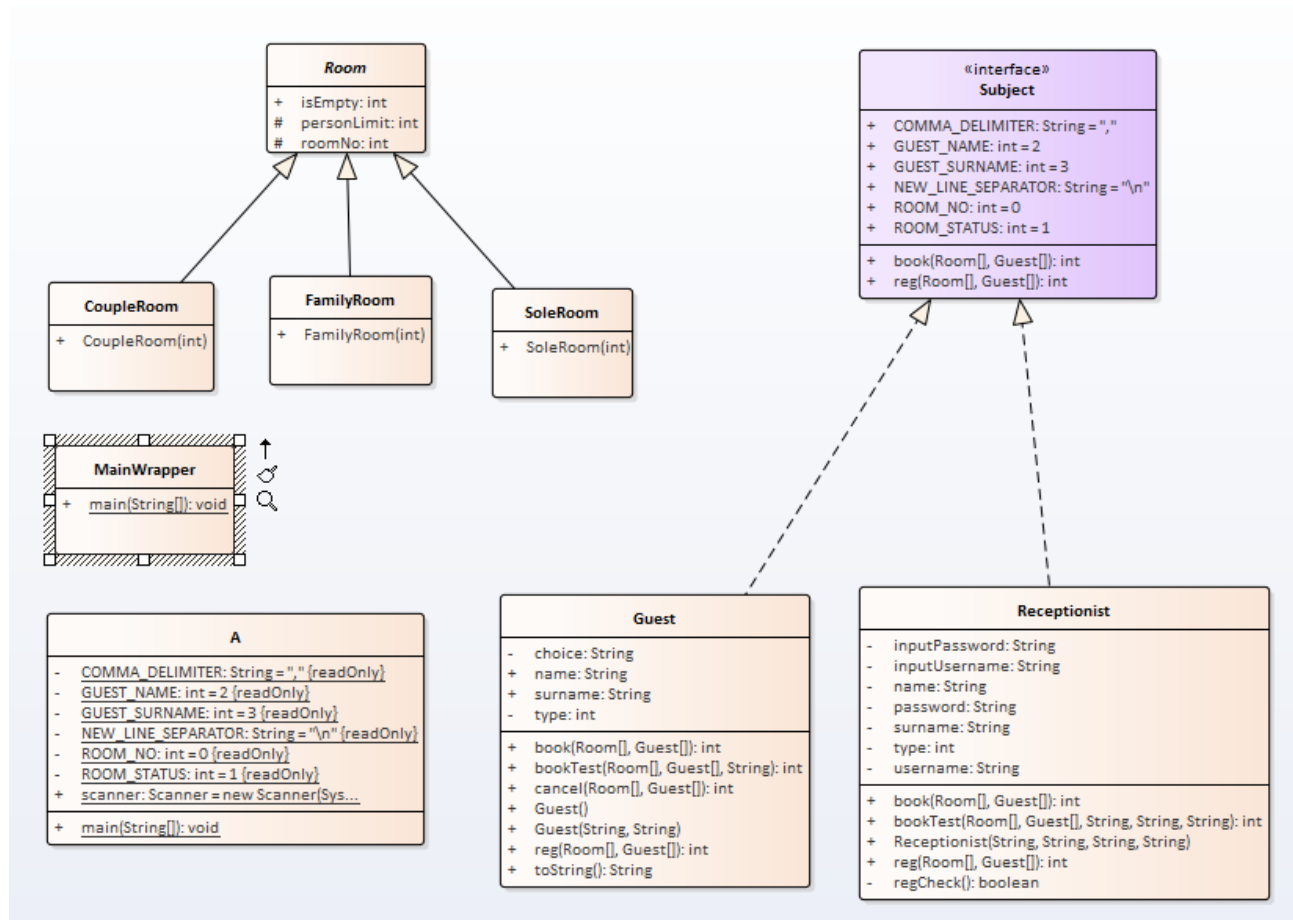 Room
+ isEmpty: int
# personLimit: int
# roomNo: int
«interface»
Subject
+ COMMA_DELIMITER: String = ","
+ GUEST_NAME: int = 2
+ GUEST_SURNAME: int = 3
+ NEW_LINE_SEPARATOR: String = "\n"
+ ROOM_NO: int = 0
+ ROOM_STATUS: int = 1
+ book(Room[], Guest[]): int
+ reg(Room[], Guest[]): int
CoupleRoom
+ CoupleRoom(int)
FamilyRoom
+ FamilyRoom(int)
SoleRoom
+ SoleRoom(int)
MainWrapper
+ main(String[]): void
A
- COMMA_DELIMITER: String = "," {readOnly}
- GUEST_NAME: int = 2 {readOnly}
- GUEST_SURNAME: int = 3 {readOnly}
- NEW_LINE_SEPARATOR: String = "\n" {readOnly}
- ROOM_NO: int = 0 {readOnly}
- ROOM_STATUS: int = 1 {readOnly}
+ scanner: Scanner = new Scanner(Sys...
+ main(String[]): void
Guest
- choice: String
+ name: String
+ surname: String
- type: int
+ book(Room[], Guest[]): int
+ bookTest(Room[], Guest[], String): int
+ cancel(Room[], Guest[]): int
+ Guest()
+ Guest(String, String)
+ reg(Room[], Guest[]): int
+ toString(): String
Receptionist
- inputPassword: String
- inputUsername: String
- name: String
- password: String
- surname: String
- type: int
- username: String
+ book(Room[], Guest[]): int
+ bookTest(Room[], Guest[], String, String, String): int
+ Receptionist(String, String, String, String)
+ reg(Room[], Guest[]): int
- regCheck(): boolean